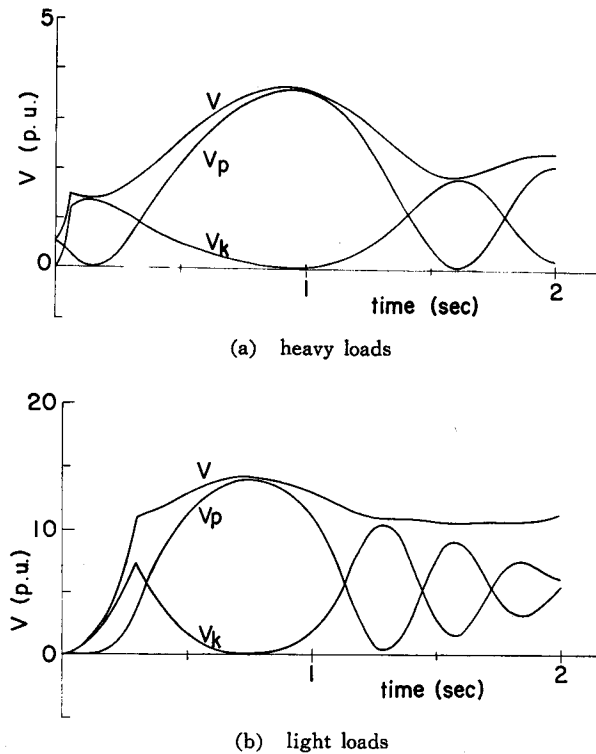 5
V (p.u.)
V
Vp
Vk
0
1
2
time (sec)
(a) heavy loads
20
V (p.u.)
V
10
Vp
Vk
0
1
2
time (sec)
(b) light loads